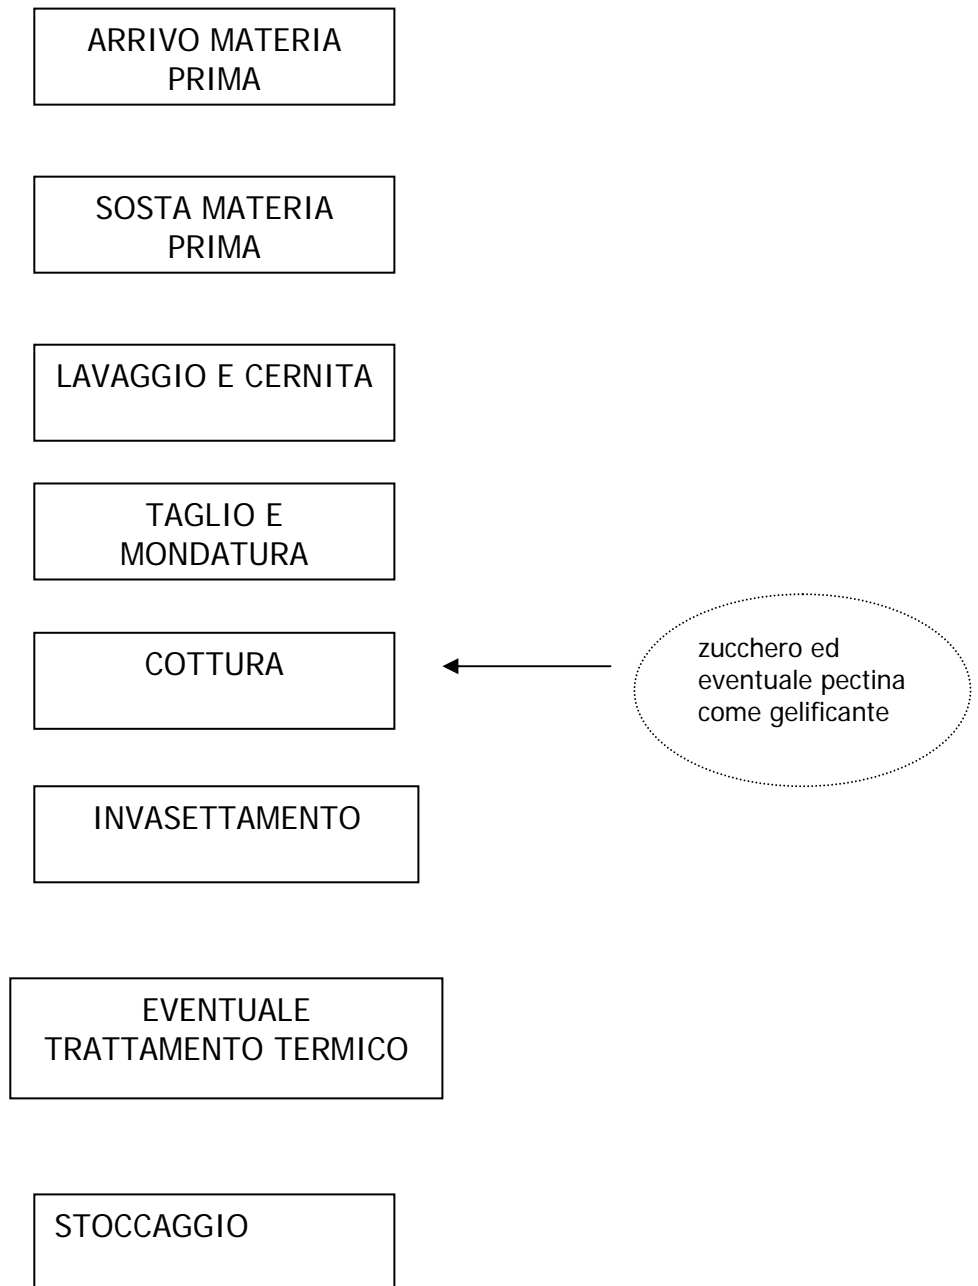 ARRIVO MATERIA
PRIMA
SOSTA MATERIA
PRIMA
LAVAGGIO E CERNITA
TAGLIO E
MONDATURA
COTTURA
zucchero ed
eventuale pectina
come gelificante
INVASETTAMENTO
EVENTUALE
TRATTAMENTO TERMICO
STOCCAGGIO